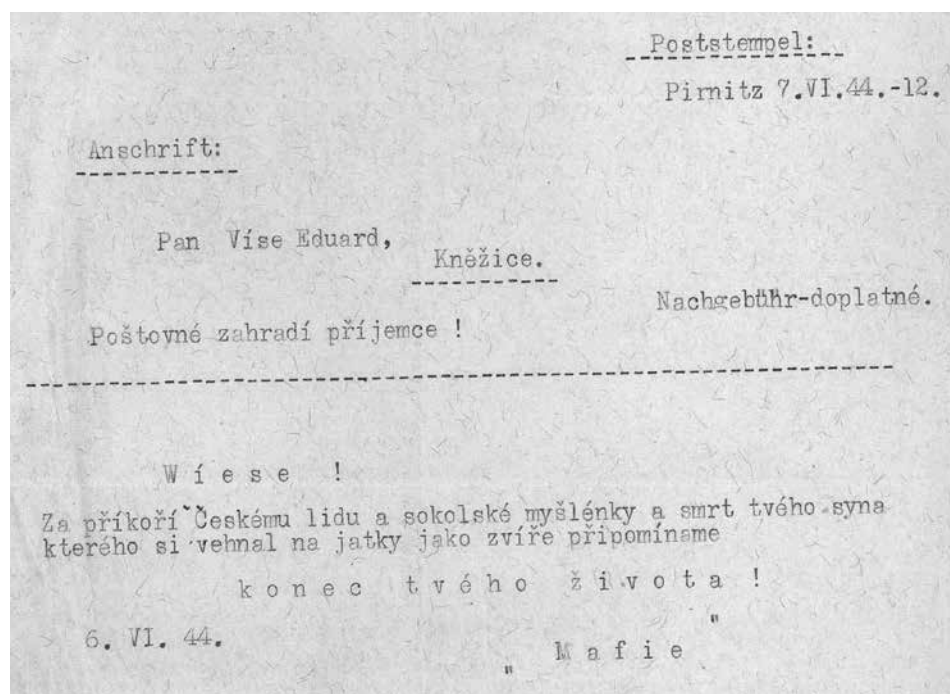 Poststempel:
Pirnitz 7.VI.44.-12.
Anschrift:
Pan Víse Eduard,
Kněžice.
Nachgebühr-doplatné.
Poštovné zahradí příjemce !
W í e s e !
Za příkoří Českému lidu a sokolské myšlénky a smrt tvého syna
kterého si vehnal na jatky jako zvíře připomíname
k o n e c t v é h o ž i v o t a !
6. VI. 44.
" M a f i e "